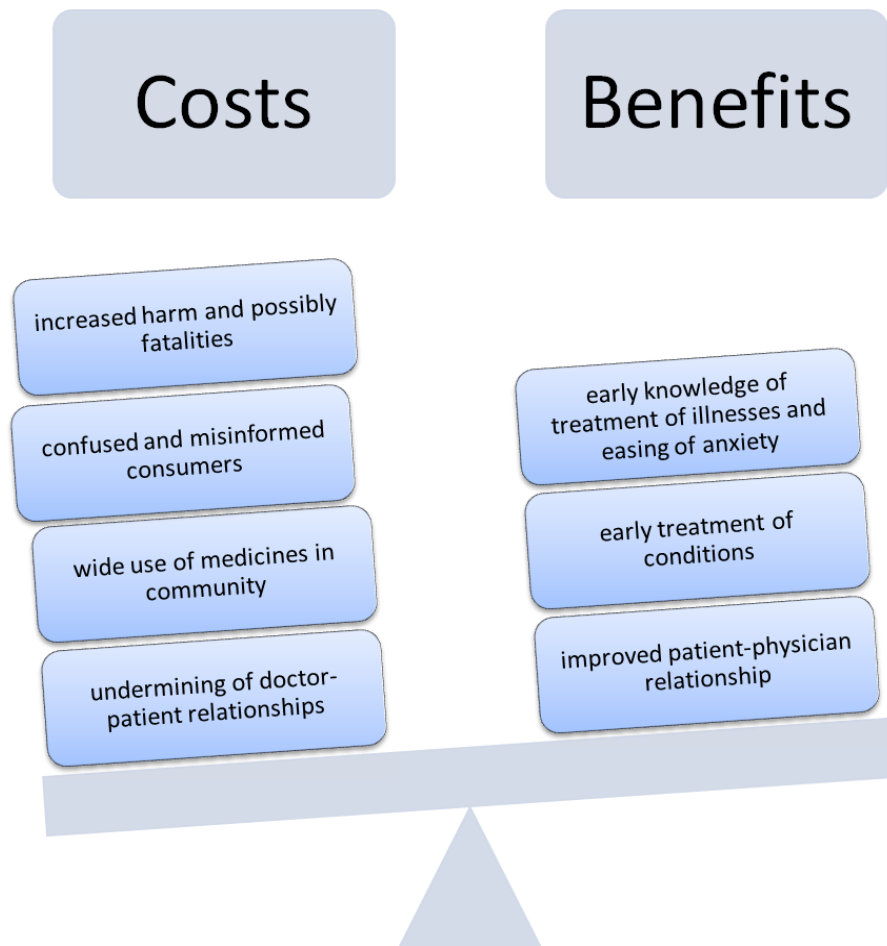 Costs
Benefits
increased harm and possibly
fatalities
confused and misinformed
consumers
wide use of medicines in
community
undermining of doctor-
patient relationships
early knowledge of
treatment of illnesses and
easing of anxiety
early treatment of
conditions
improved patient-physician
relationship